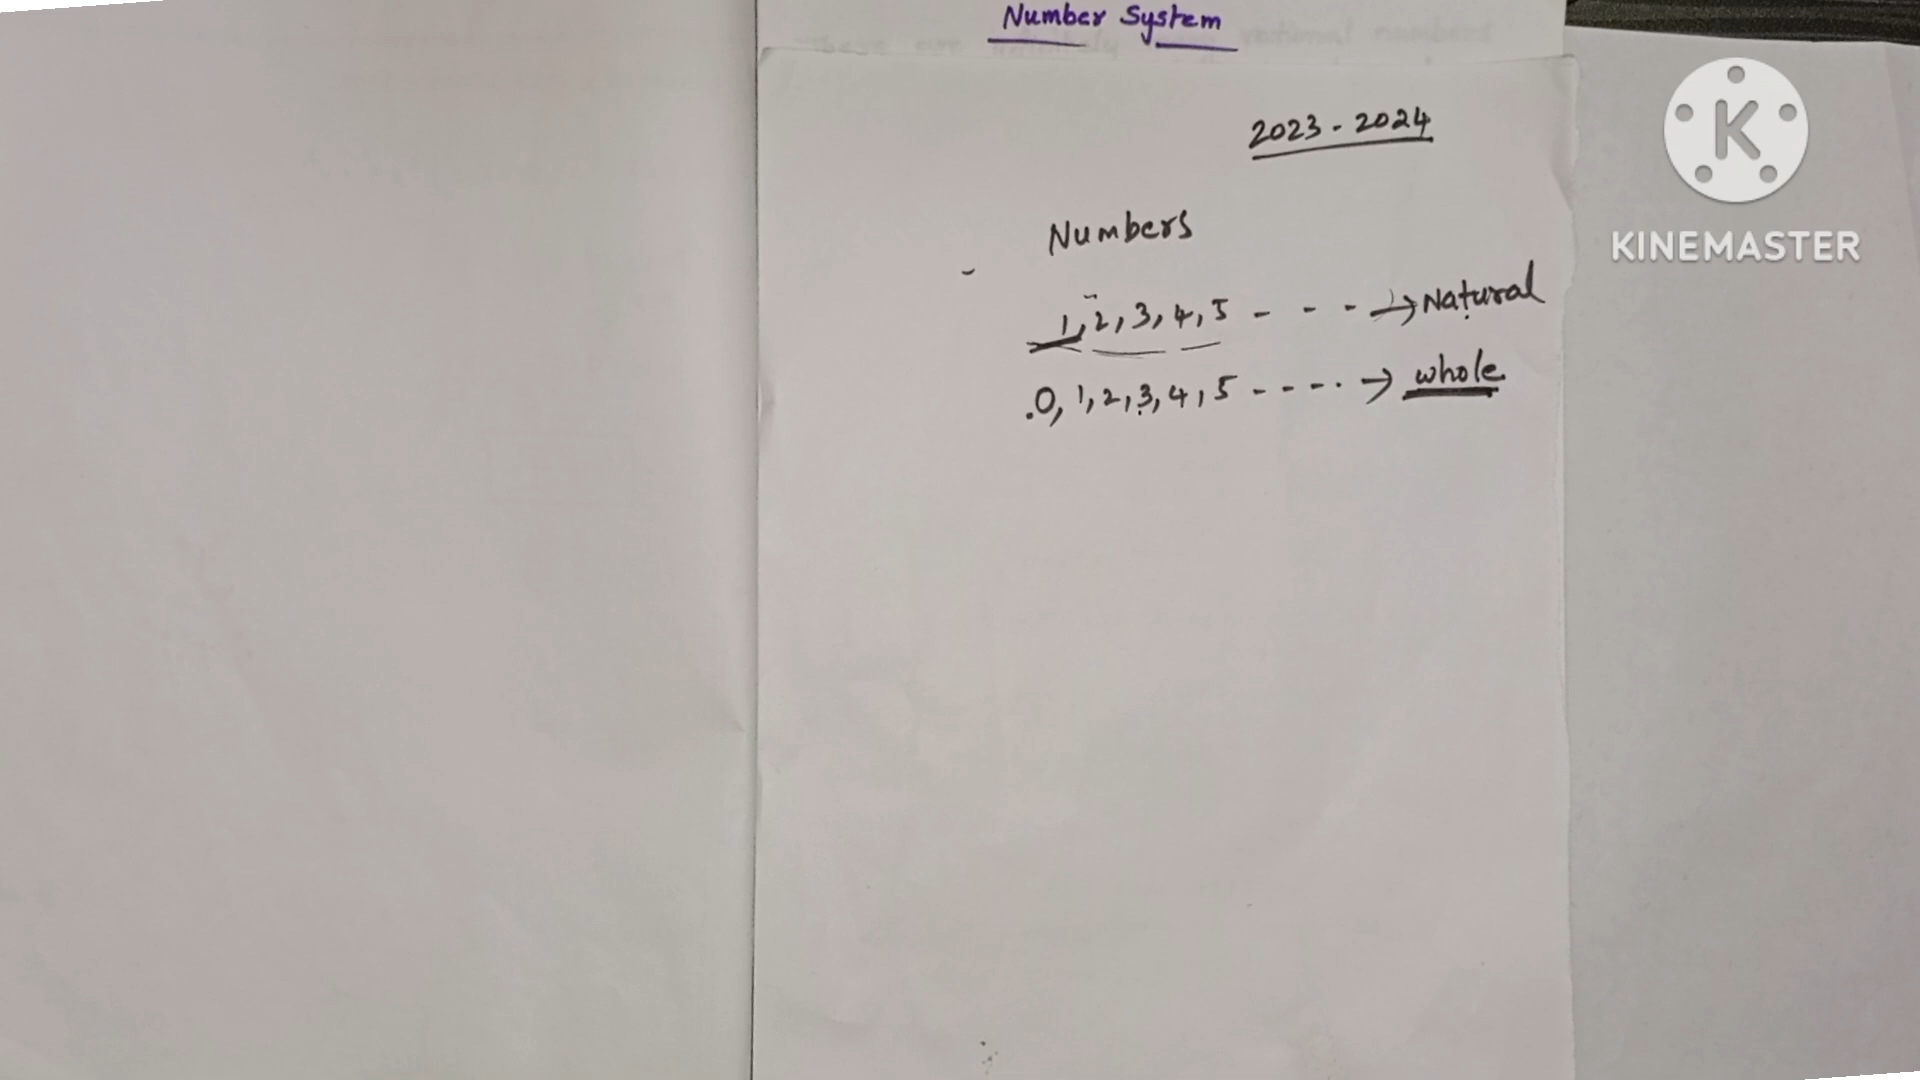 Number System
2023 - 2024
KINEMASTER
Numbers
1, 2, 3, 4, 5 - - - → Natural
0, 1, 2, 3, 4, 5 - - - - → whole